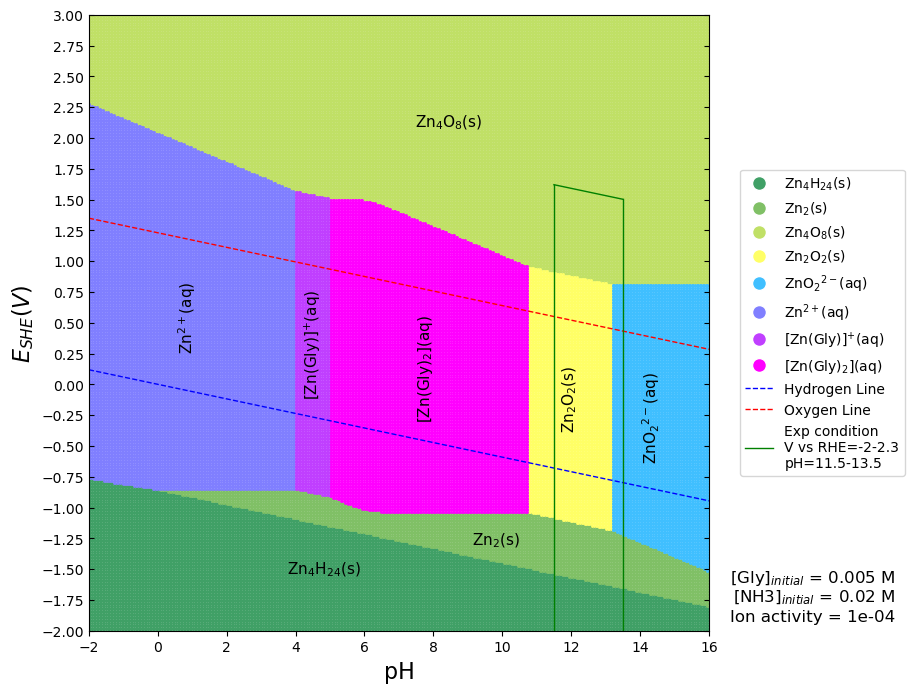 3.00
2.75
2.50
2.25
2.00
1.75
1.50
1.25
1.00
0.75
0.50
0.25
0.00
−0.25
−0.50
−0.75
−1.00
−1.25
−1.50
−1.75
−2.00
E_{SHE}(V)
−2 0 2 4 6 8 10 12 14 16
pH
Zn₄O₈(s)
Zn²⁺(aq)
[Zn(Gly)]⁺(aq)
[Zn(Gly)₂](aq)
Zn₂O₂(s)
ZnO₂²⁻(aq)
Zn₂(s)
Zn₄H₂₄(s)
Zn₄H₂₄(s)
Zn₂(s)
Zn₄O₈(s)
Zn₂O₂(s)
ZnO₂²⁻(aq)
Zn²⁺(aq)
[Zn(Gly)]⁺(aq)
[Zn(Gly)₂](aq)
Hydrogen Line
Oxygen Line
Exp condition
V vs RHE=-2-2.3
pH=11.5-13.5
[Gly]_{initial} = 0.005 M
[NH3]_{initial} = 0.02 M
Ion activity = 1e-04